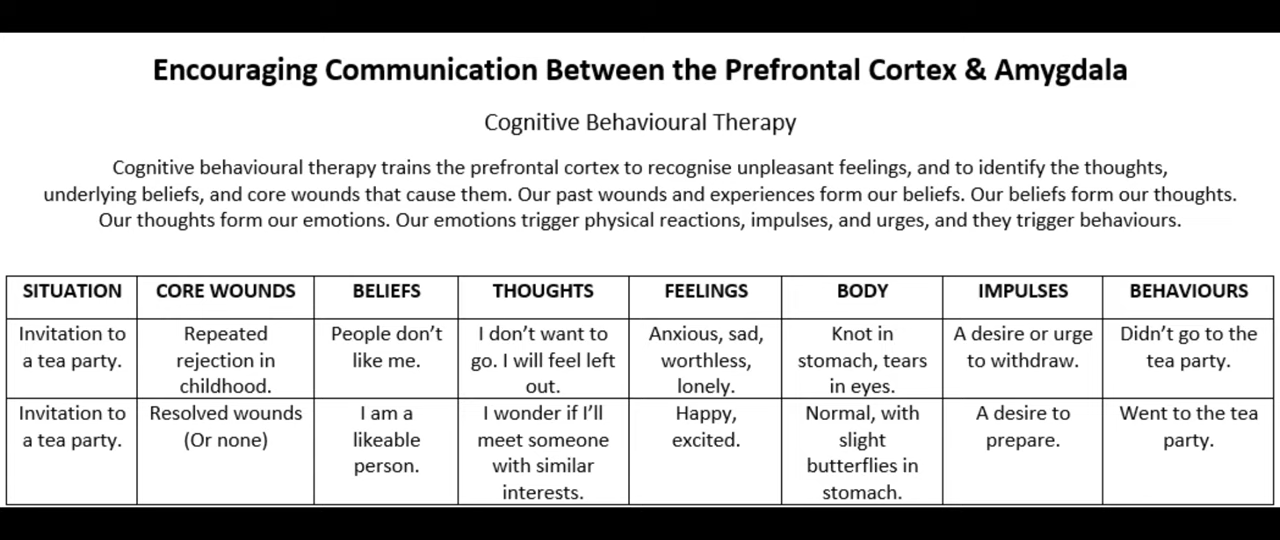 Encouraging Communication Between the Prefrontal Cortex & Amygdala
Cognitive Behavioural Therapy
Cognitive behavioural therapy trains the prefrontal cortex to recognise unpleasant feelings, and to identify the thoughts,
underlying beliefs, and core wounds that cause them. Our past wounds and experiences form our beliefs. Our beliefs form our thoughts.
Our thoughts form our emotions. Our emotions trigger physical reactions, impulses, and urges, and they trigger behaviours.
SITUATION CORE WOUNDS BELIEFS THOUGHTS FEELINGS BODY IMPULSES BEHAVIOURS
Invitation to Repeated People don't I don't want to Anxious, sad, Knot in A desire or urge Didn't go to the
a tea party. rejection in like me. go. I will feel left worthless, stomach, tears to withdraw. tea party.
childhood. out. lonely. in eyes.
Invitation to Resolved wounds I am a I wonder if I'll Happy, Normal, with A desire to Went to the tea
a tea party. (Or none) likeable meet someone excited. slight prepare. party.
person. with similar butterflies in
interests. stomach.